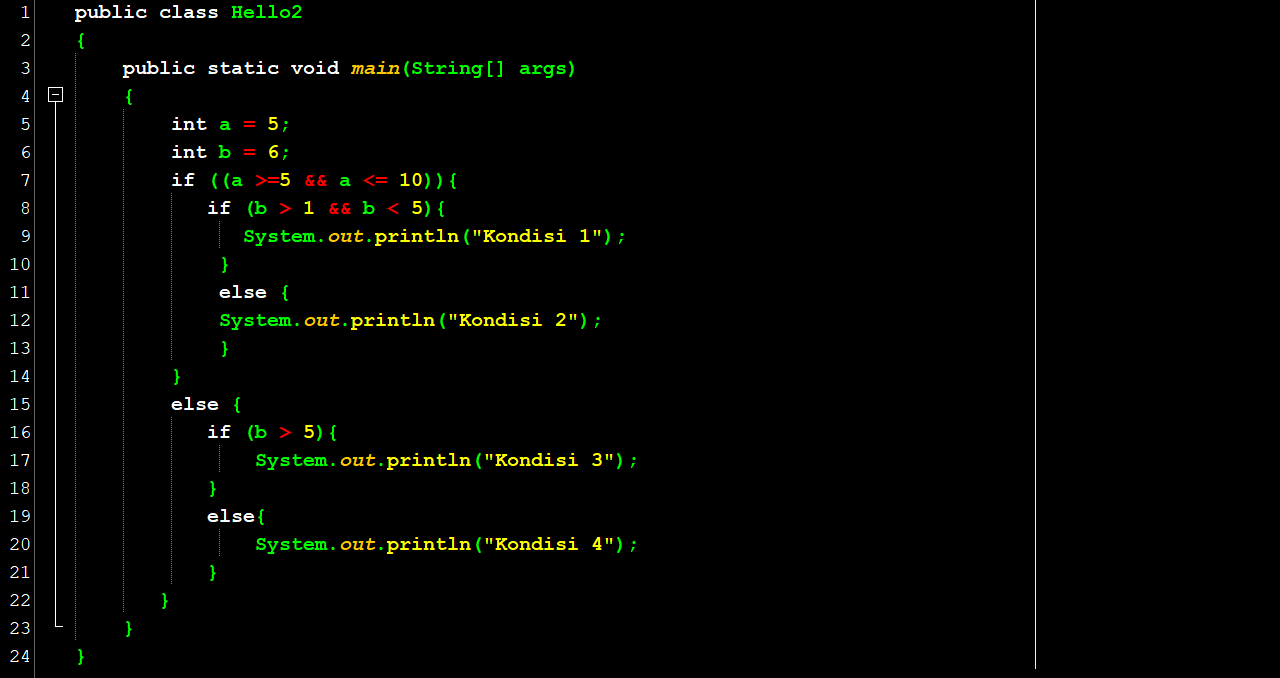 1 public class Hello2
2 {
3 public static void main(String[] args)
4 {
5 int a = 5;
6 int b = 6;
7 if ((a >=5 && a <= 10)){
8 if (b > 1 && b < 5){
9 System.out.println("Kondisi 1");
10 }
11 else {
12 System.out.println("Kondisi 2");
13 }
14 }
15 else {
16 if (b > 5){
17 System.out.println("Kondisi 3");
18 }
19 else{
20 System.out.println("Kondisi 4");
21 }
22 }
23 }
24 }